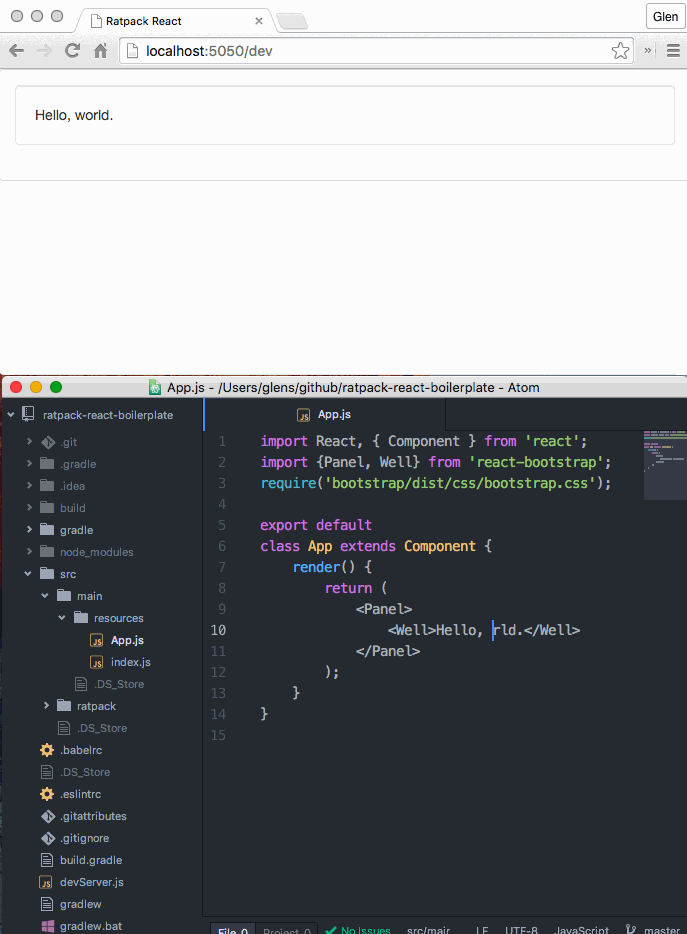 Ratpack React
Glen
localhost:5050/dev
»
Hello, world.
App.js - /Users/glens/github/ratpack-react-boilerplate - Atom
ratpack-react-boilerplate
.git
.gradle
.idea
build
gradle
node_modules
src
main
resources
JS App.js
JS index.js
.DS_Store
ratpack
.DS_Store
.babelrc
.DS_Store
.eslintrc
.gitattributes
.gitignore
build.gradle
JS devServer.js
gradlew
gradlew.bat
JS App.js
1 import React, { Component } from 'react';
2 import {Panel, Well} from 'react-bootstrap';
3 require('bootstrap/dist/css/bootstrap.css');
4
5 export default
6 class App extends Component {
7 render() {
8 return (
9 <Panel>
10 <Well>Hello, rld.</Well>
11 </Panel>
12 );
13 }
14 }
15
File 0 Project 0 No Issues src/mair LF UTF-8 JavaScript master